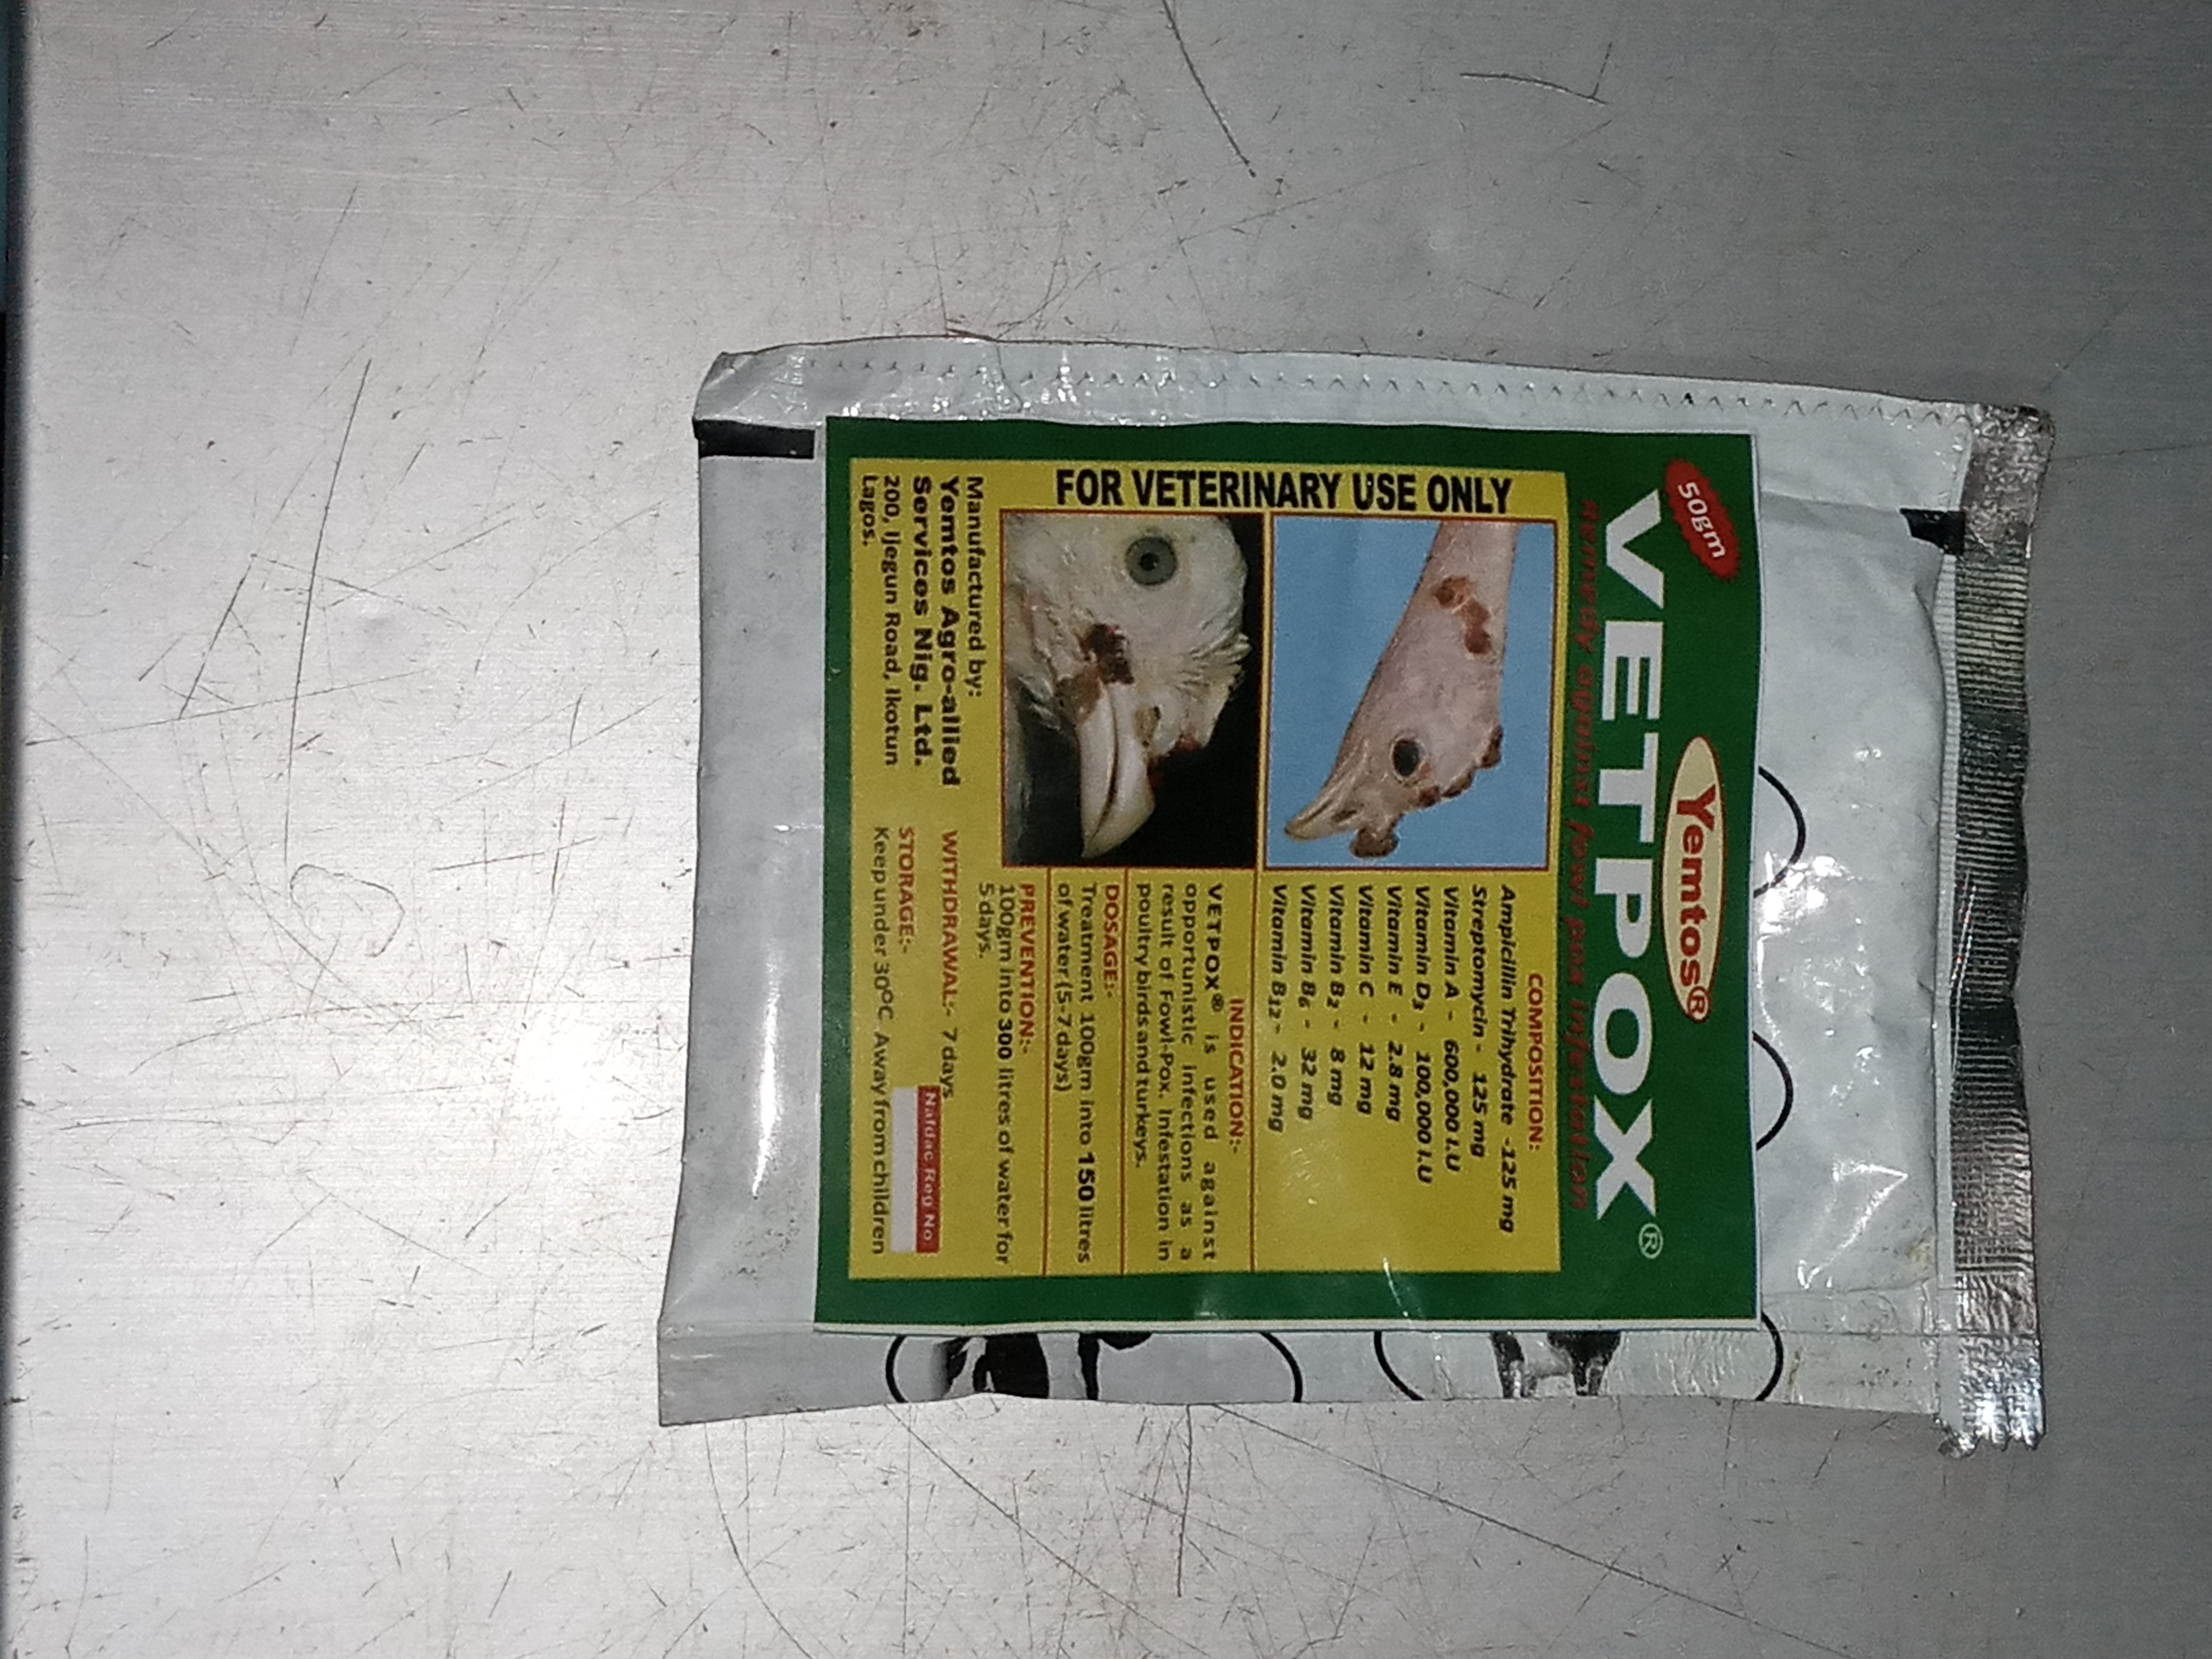 50gm
Yemtos®
VETPOX®
Remedy against fowl pox infestation
FOR VETERINARY USE ONLY
COMPOSITION:
Ampicillin Trihydrate -125 mg
Streptomycin - 125 mg
Vitamin A - 600,000 I.U
Vitamin D3 - 100,000 I.U
Vitamin E - 2.8 mg
Vitamin C - 12 mg
Vitamin B2 - 8 mg
Vitamin B6 - 32 mg
Vitamin B12 - 2.0 mg
INDICATION:-
VETPOX® is used against
opportunistic infections as a
result of Fowl-Pox. Infestation in
poultry birds and turkeys.
DOSAGE:-
Treatment 100gm into 150 litres
of water (5-7 days)
PREVENTION:-
100gm into 300 litres of water for
5 days.
Manufactured by:
Yemtos Agro-allied
Services Nig. Ltd.
200, Ijegun Road, Ikotun
Lagos.
WITHDRAWAL:- 7 days
STORAGE:-
Keep under 30ºC Away from children
Nafdac Reg No: